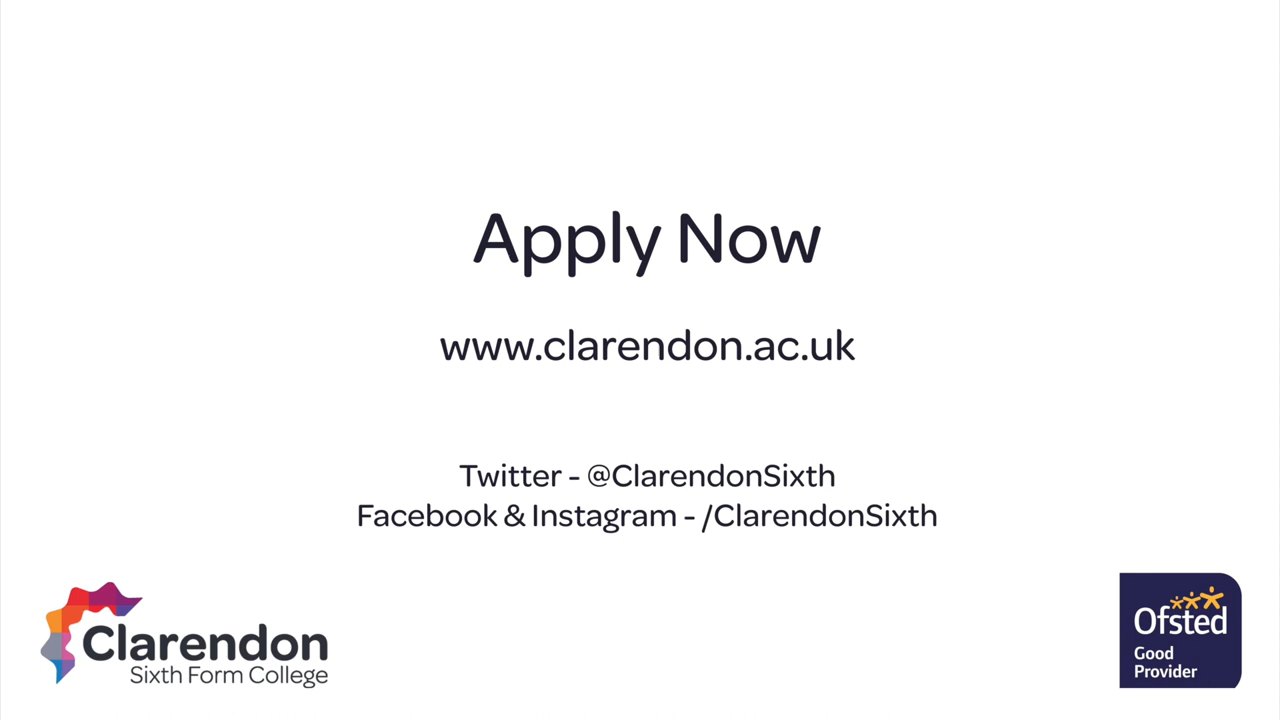 Apply Now
www.clarendon.ac.uk
Twitter - @ClarendonSixth
Facebook & Instagram - /ClarendonSixth
Clarendon
Sixth Form College
Ofsted
Good
Provider